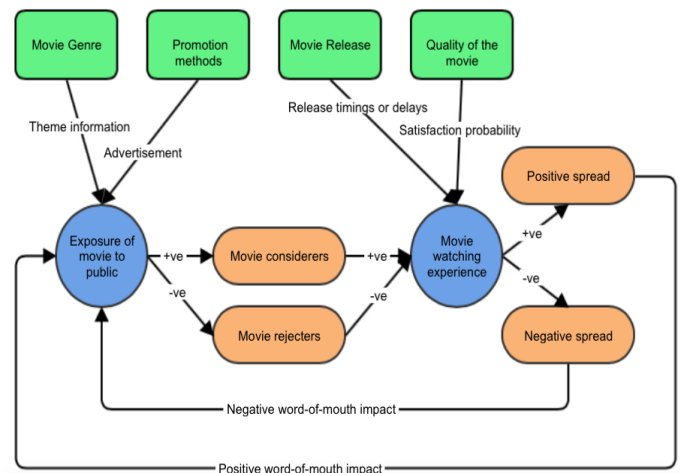 Movie Genre
Promotion
methods
Movie Release
Quality of the
movie
Release timings or delays
Theme information
Satisfaction probability
Advertisement
Positive spread
+ve
Exposure of
movie to
public
+ve
Movie considerers
+ve
Movie
watching
experience
-ve
-ve
-ve
Movie rejecters
Negative spread
Negative word-of-mouth impact
Positive word-of-mouth impact